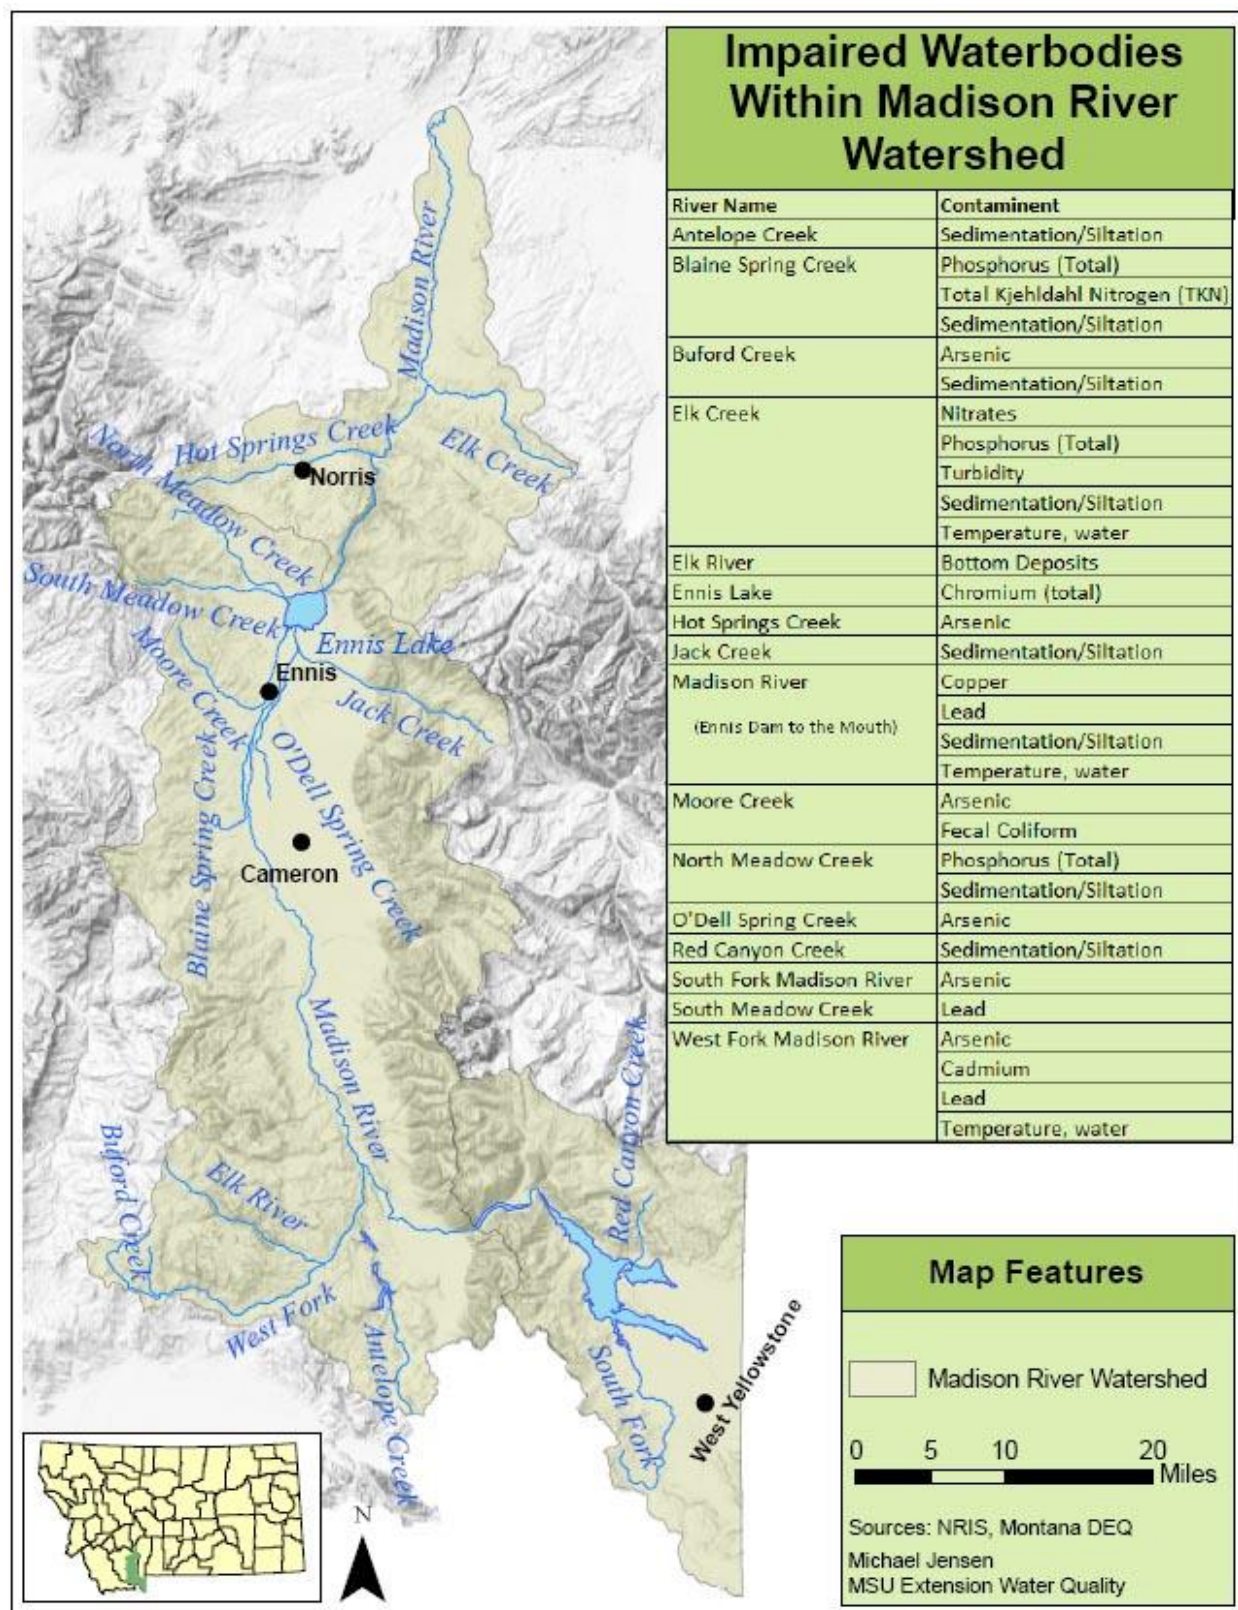 Impaired Waterbodies
Within Madison River
Watershed
River Name Contaminent
Antelope Creek Sedimentation/Siltation
Blaine Spring Creek Phosphorus (Total)
Total Kjehldahl Nitrogen (TKN)
Sedimentation/Siltation
Buford Creek Arsenic
Sedimentation/Siltation
Elk Creek Nitrates
Phosphorus (Total)
Turbidity
Sedimentation/Siltation
Temperature, water
Elk River Bottom Deposits
Ennis Lake Chromium (total)
Hot Springs Creek Arsenic
Jack Creek Sedimentation/Siltation
Madison River Copper
Lead
(Ennis Dam to the Mouth) Sedimentation/Siltation
Temperature, water
Moore Creek Arsenic
Fecal Coliform
North Meadow Creek Phosphorus (Total)
Sedimentation/Siltation
O'Dell Spring Creek Arsenic
Red Canyon Creek Sedimentation/Siltation
South Fork Madison River Arsenic
South Meadow Creek Lead
West Fork Madison River Arsenic
Cadmium
Lead
Temperature, water
Madison River
Hot Springs Creek
Elk Creek
North Meadow Creek
Norris
South Meadow Creek
Ennis Lake
Moore Creek
Ennis
Jack Creek
O'Dell Spring Creek
Blaine Spring Creek
Cameron
Madison River
Red Canyon Creek
Buford Creek
Elk River
West Fork
Antelope Creek
South Fork
West Yellowstone
N
Map Features
Madison River Watershed
0 5 10 20
Miles
Sources: NRIS, Montana DEQ
Michael Jensen
MSU Extension Water Quality